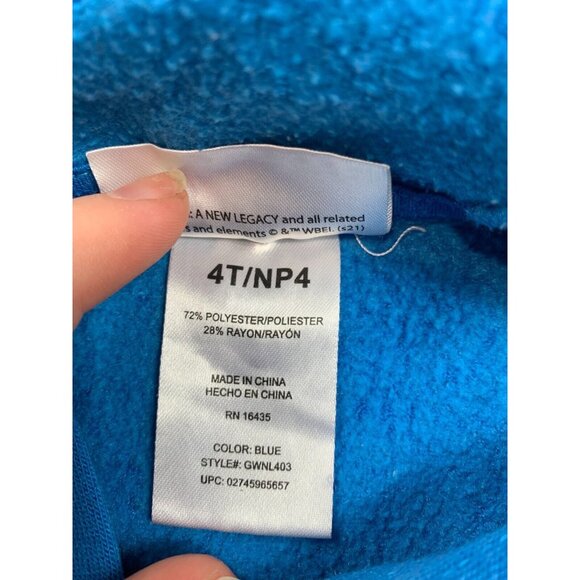 : A NEW LEGACY and all related
s and elements © & ™ WBEI. (s21)
4T/NP4
72% POLYESTER/POLIESTER
28% RAYON/RAYÓN
MADE IN CHINA
HECHO EN CHINA
RN 16435
COLOR: BLUE
STYLE#: GWNL403
UPC: 02745965657